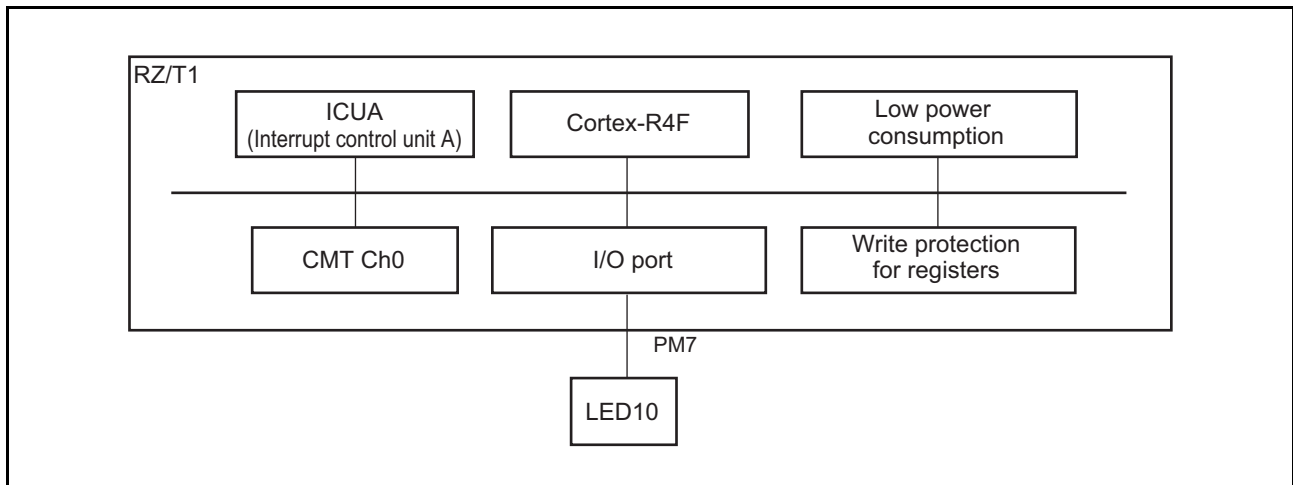 RZ/T1
ICUA
(Interrupt control unit A)
Cortex-R4F
Low power
consumption
CMT Ch0
I/O port
Write protection
for registers
PM7
LED10